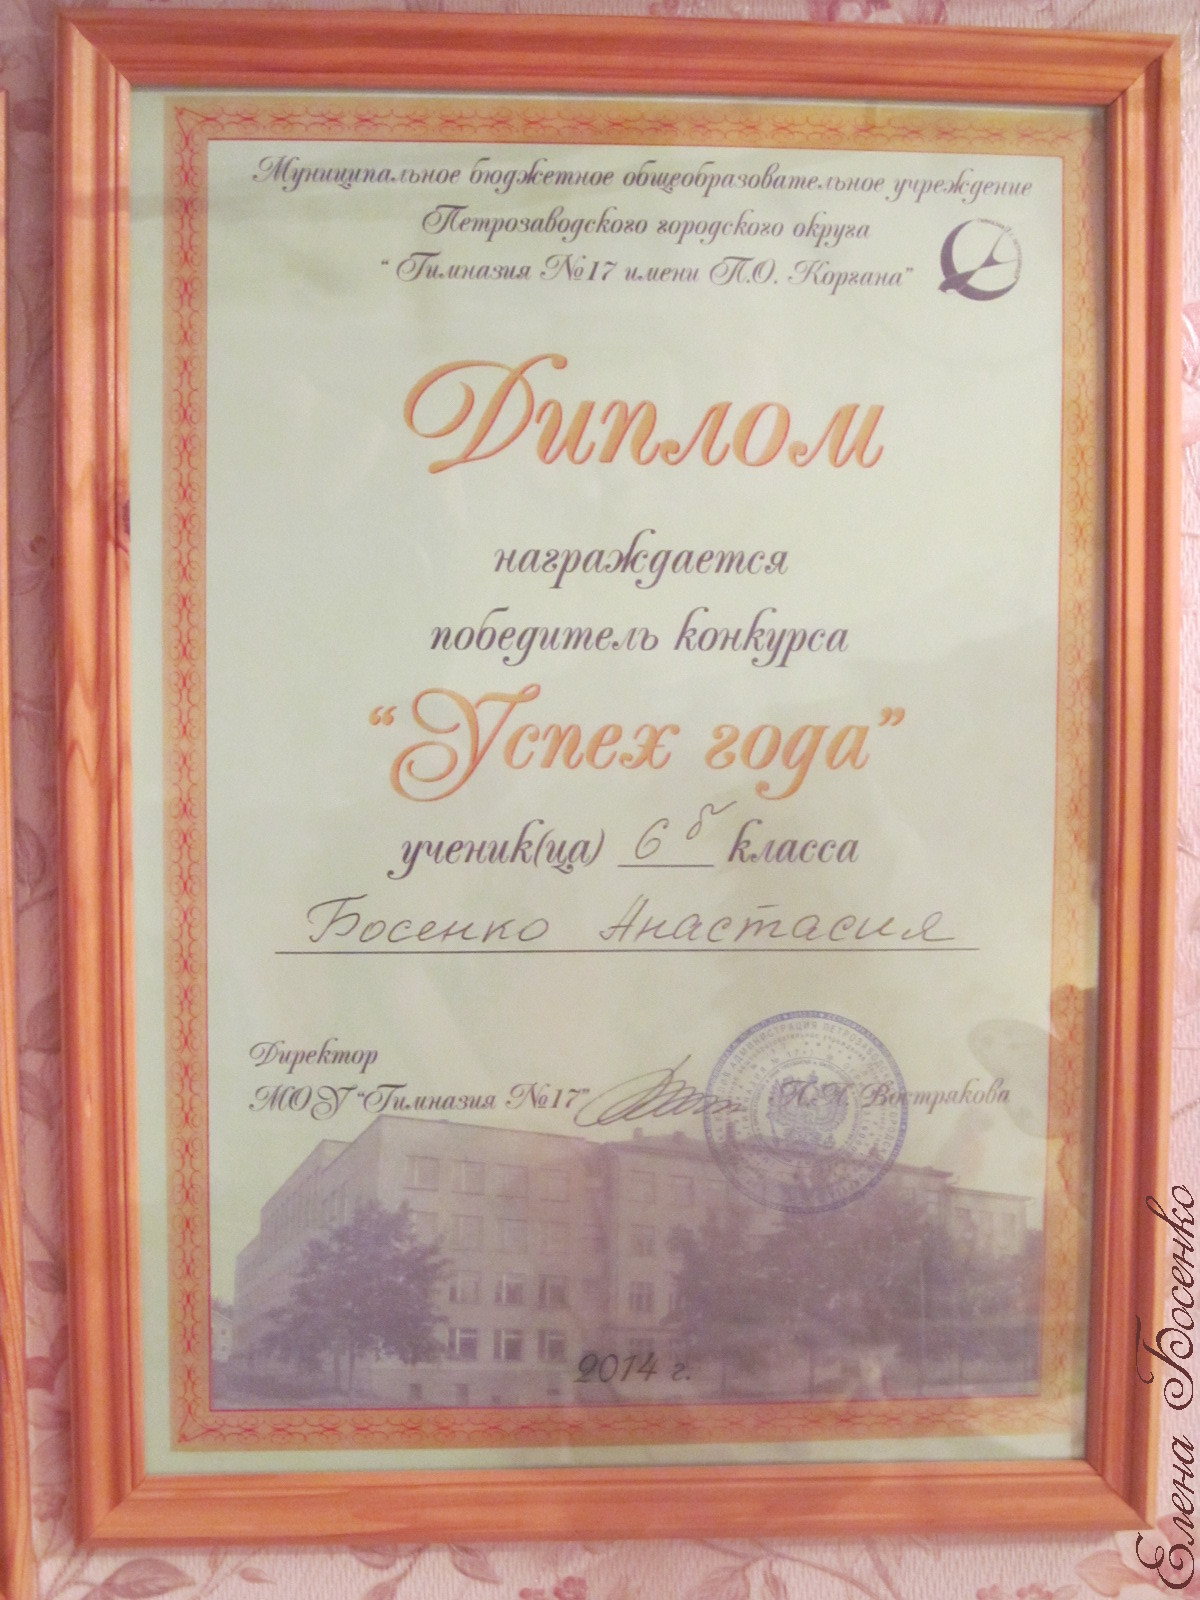 Муниципальное бюджетное общеобразовательное учреждение
Петрозаводского городского округа
“ Гимназия №17 имени П.О. Коргана”
Диплом
награждается
победитель конкурса
“Успех года”
ученик(ца) 6 б класса
Босенко Анастасия
Директор
МОУ “Гимназия №17” Н.Н. Вострякова
2014 г.
Елена Босенко